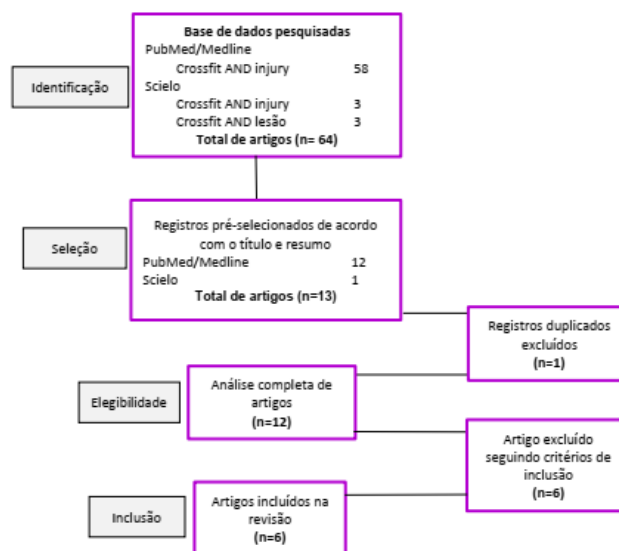 Base de dados pesquisadas
PubMed/Medline
Crossfit AND injury 58
Scielo
Crossfit AND injury 3
Crossfit AND lesão 3
Total de artigos (n= 64)
Identificação
Registros pré-selecionados de acordo
com o título e resumo
PubMed/Medline 12
Scielo 1
Total de artigos (n=13)
Seleção
Registros duplicados
excluídos
(n=1)
Análise completa de
artigos
(n=12)
Elegibilidade
Artigo excluído
seguindo critérios de
inclusão
(n=6)
Artigos incluídos na
revisão
(n=6)
Inclusão